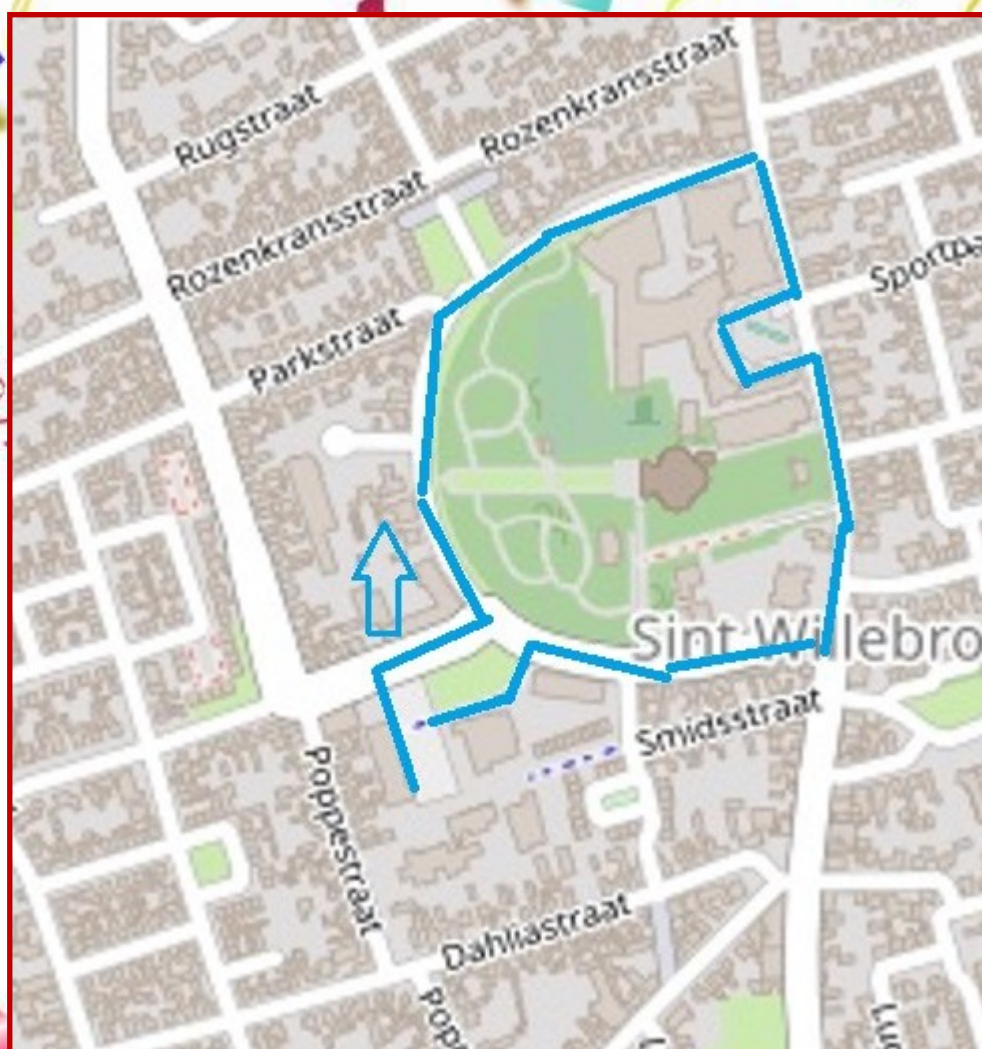 Rugstraat
Rozenkransstraat
Rozenkransstraat
Sportpa
Parkstraat
Sint Willebro
Smidsstraat
Poppestraat
Dahliastraat
Popp